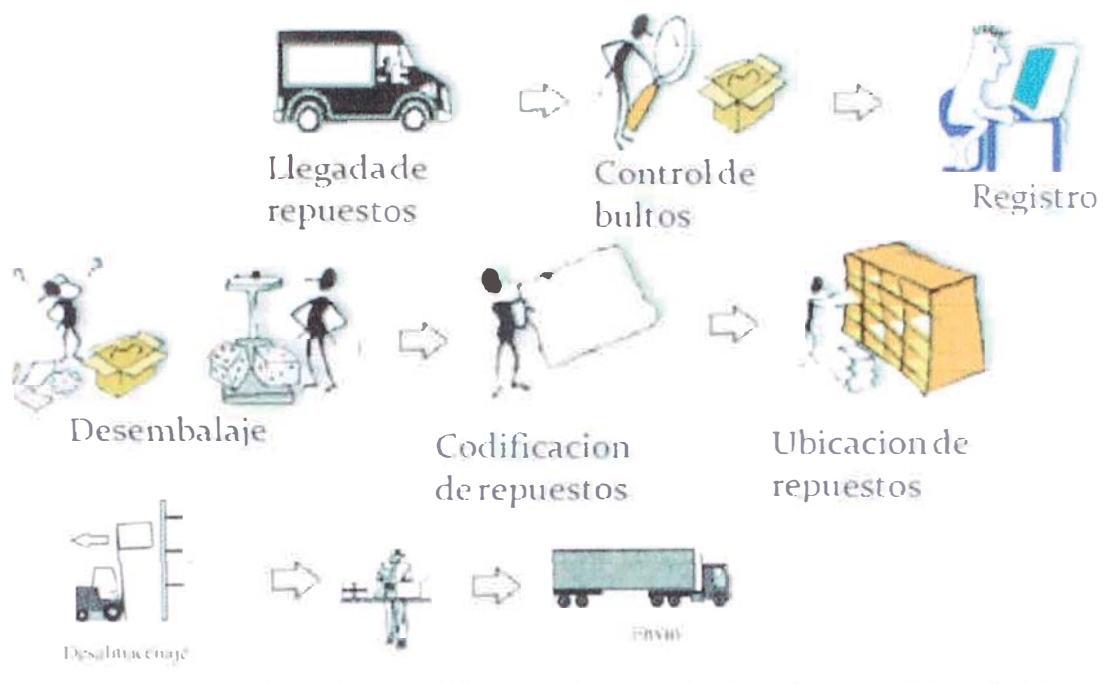 Llegada de
repuestos
Control de
bultos
Registro
Desembalaje
Codificacion
de repuestos
Ubicacion de
repuestos
Desalmacenaje
Envio